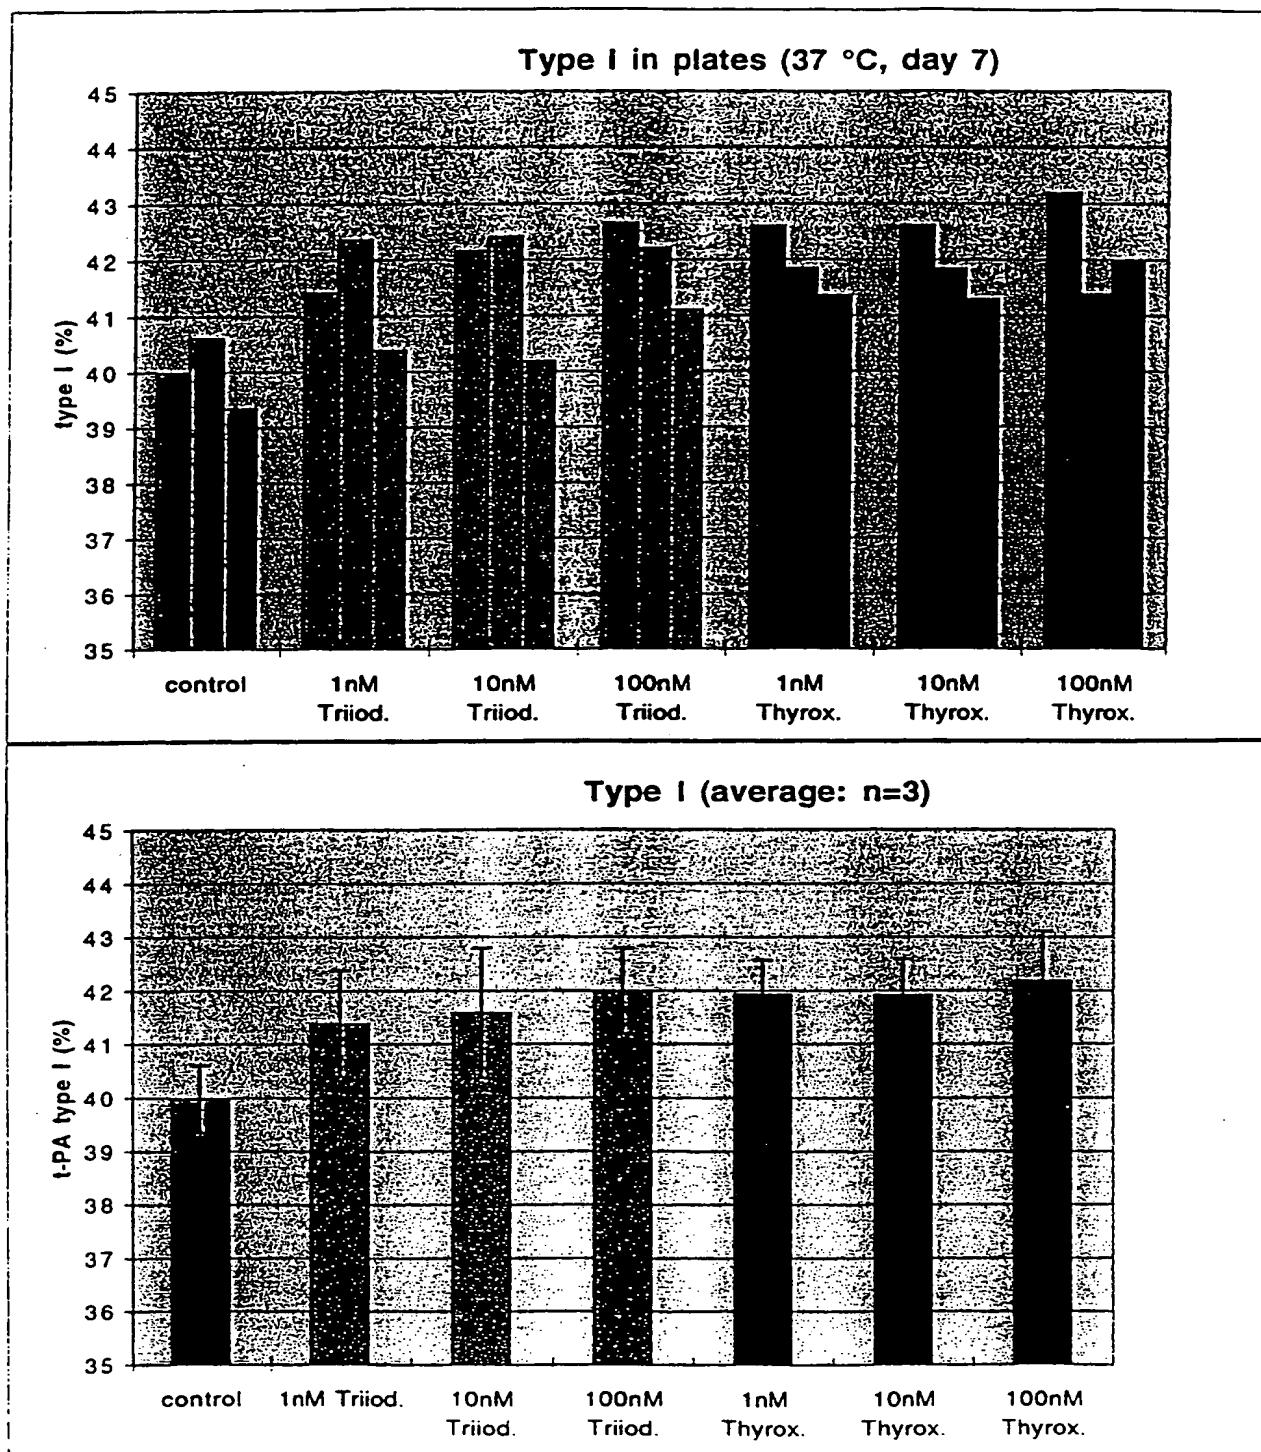 Type I in plates (37 °C, day 7)
45
44
43
42
41
40
39
38
37
36
35
type I (%)
control
1nM
Triiod.
10nM
Triiod.
100nM
Triiod.
1nM
Thyrox.
10nM
Thyrox.
100nM
Thyrox.
Type I (average: n=3)
45
44
43
42
41
40
39
38
37
36
35
t-PA type I (%)
control
1nM Triiod.
10nM
Triiod.
100nM
Triiod.
1nM
Thyrox.
10nM
Thyrox.
100nM
Thyrox.